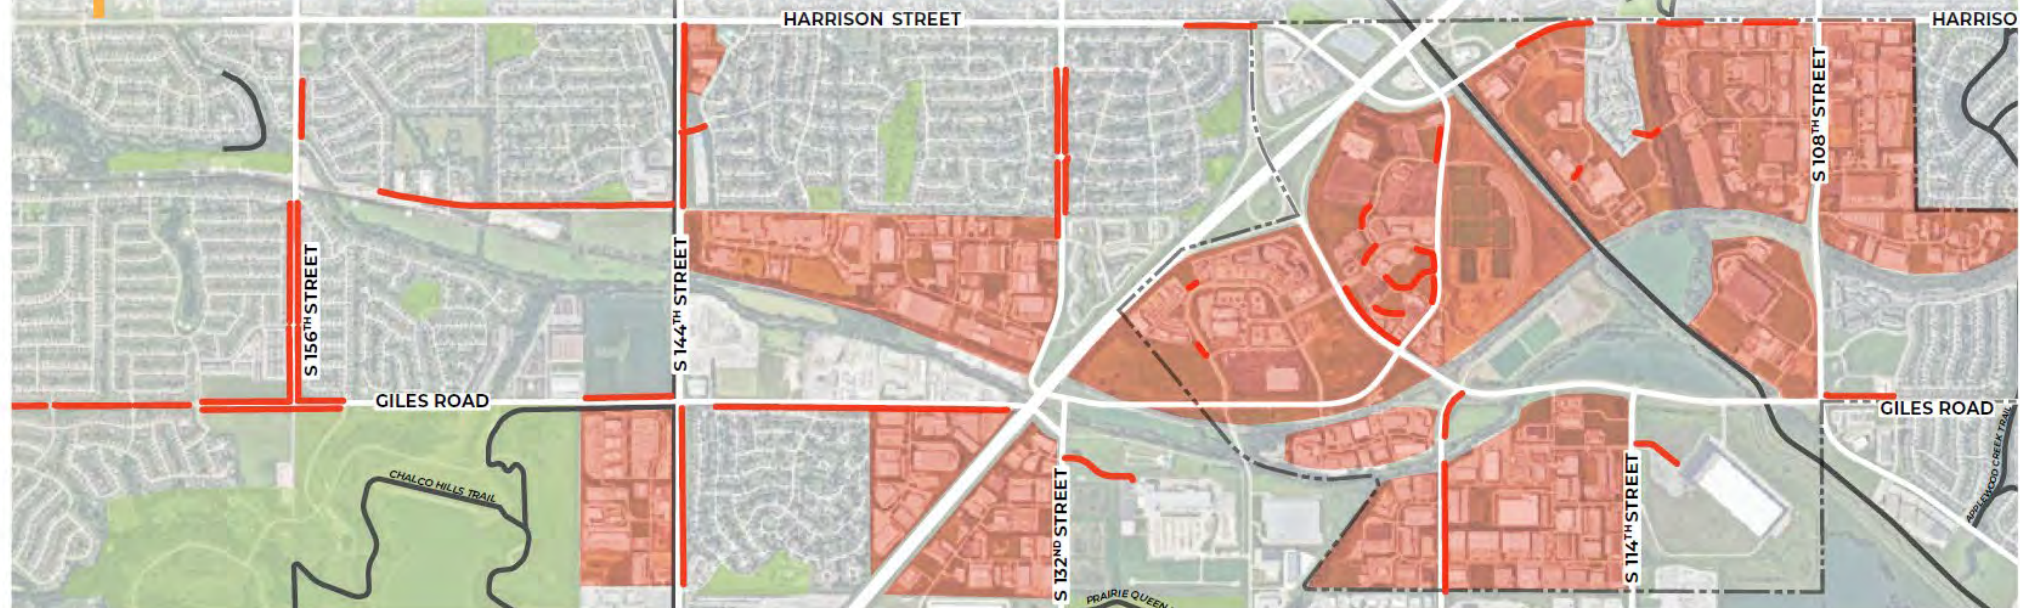 HARRISON STREET
HARRISO
S 108TH STREET
S 156TH STREET
S 144TH STREET
GILES ROAD
GILES ROAD
CHALCO HILLS TRAIL
S 132ND STREET
S 114TH STREET
APPLEWOOD CREEK TRAIL
PRAIRIE QUEEN